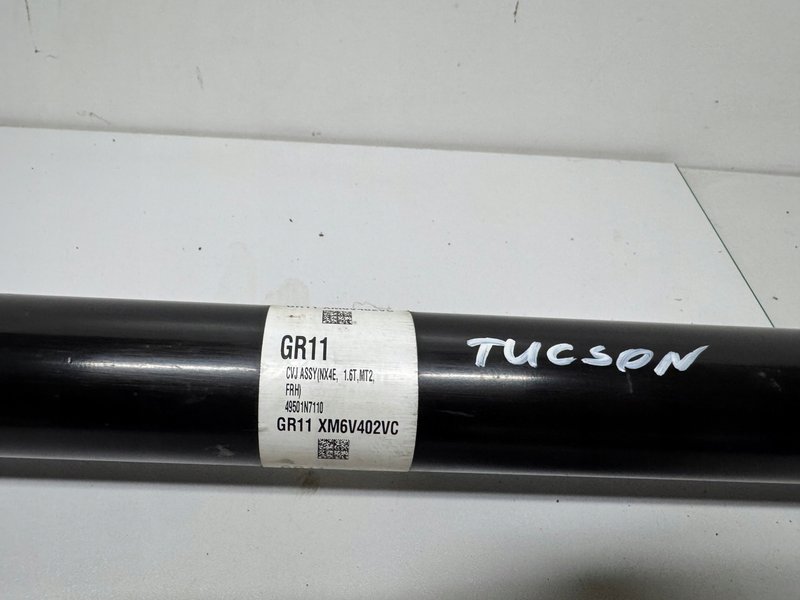 GR11
CVJ ASSY(NX4E, 1.6T,MT2,
FRH)
49501N7110
GR11 XM6V402VC
TUCSON